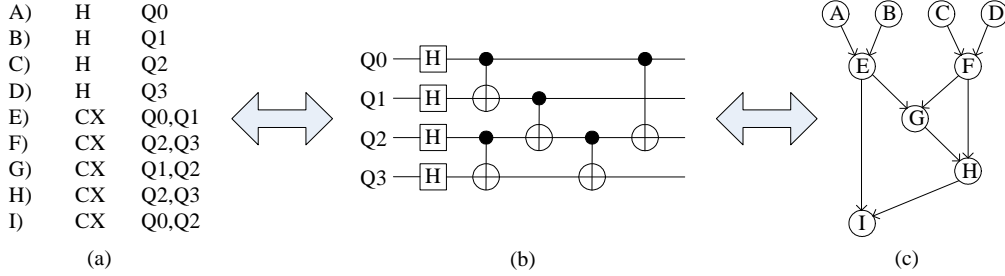 A) H Q0
B) H Q1
C) H Q2
D) H Q3
E) CX Q0,Q1
F) CX Q2,Q3
G) CX Q1,Q2
H) CX Q2,Q3
I) CX Q0,Q2
(a)
Q0 H
Q1 H
Q2 H
Q3 H
(b)
A B C D
E F
G
H
I
(c)